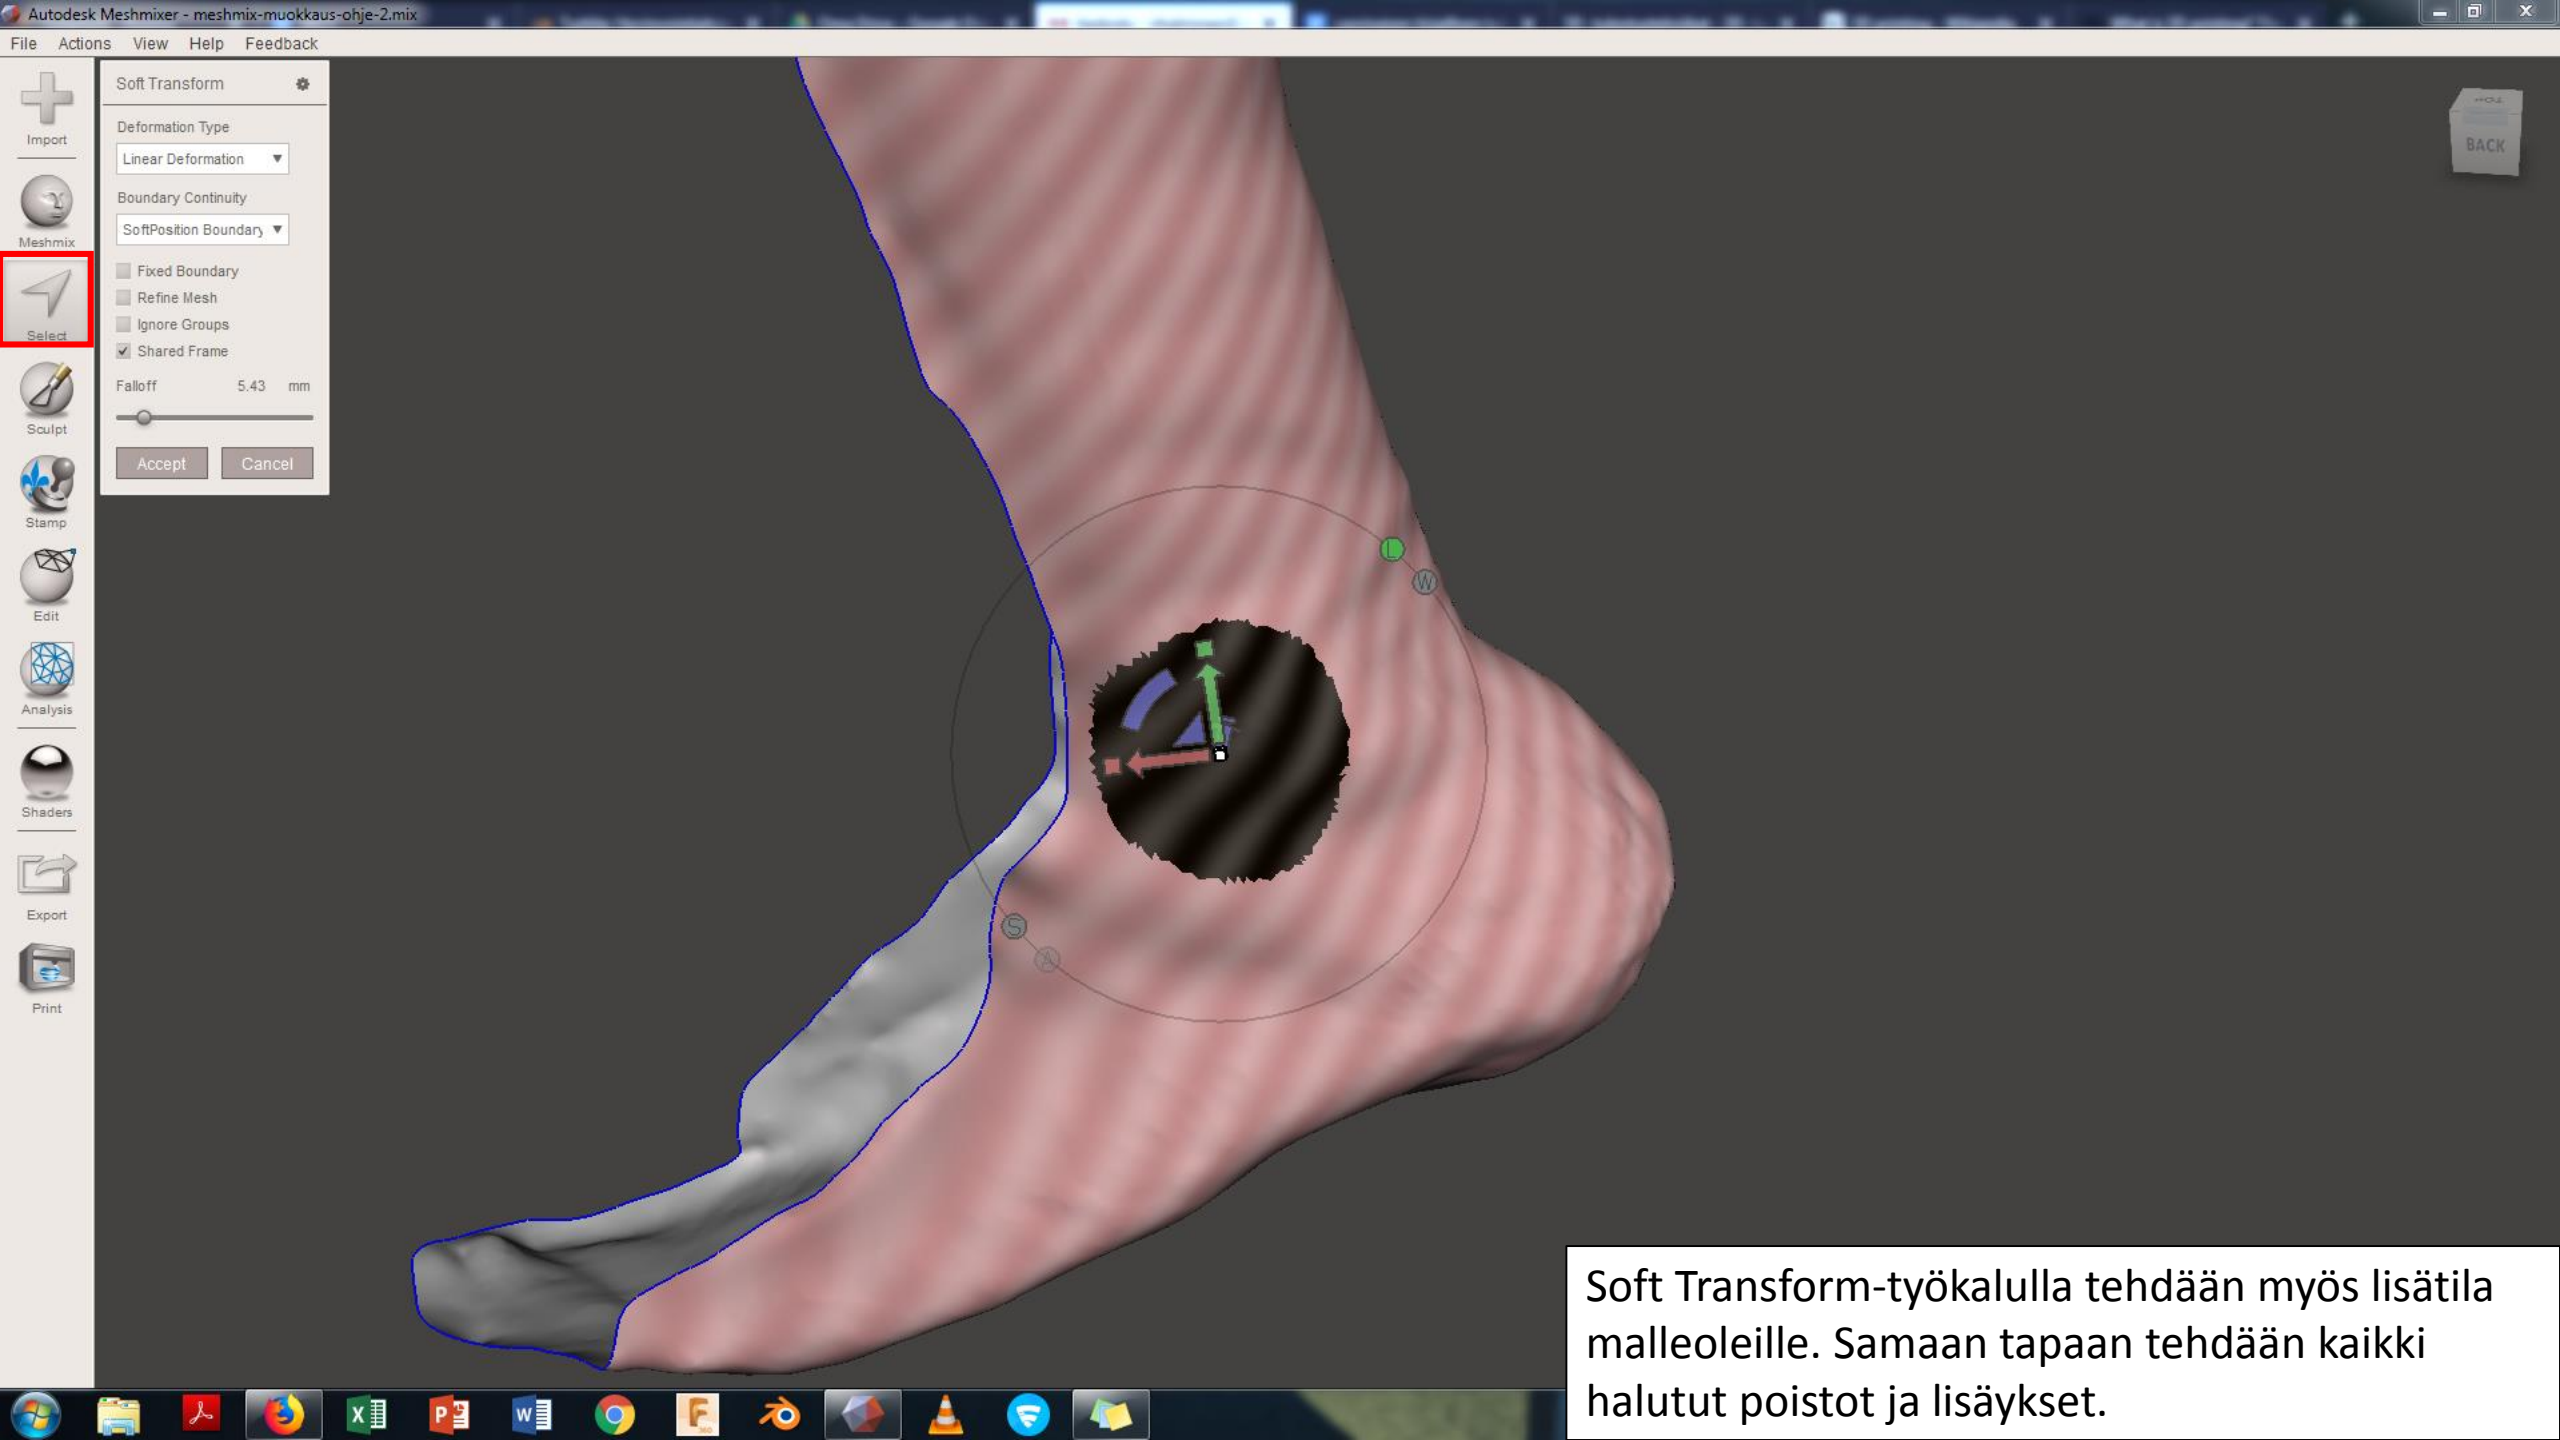 Autodesk Meshmixer - meshmix-muokkaus-ohje-2.mix
File Actions View Help Feedback
Import
Meshmix
Select
Sculpt
Stamp
Edit
Analysis
Shaders
Export
Print
Soft Transform
Deformation Type
Linear Deformation
Boundary Continuity
SoftPosition Boundary
Fixed Boundary
Refine Mesh
Ignore Groups
Shared Frame
Falloff 5.43 mm
Accept Cancel
TOP
BACK
L
W
S
A
Soft Transform-työkalulla tehdään myös lisätila
malleoleille. Samaan tapaan tehdään kaikki
halutut poistot ja lisäykset.